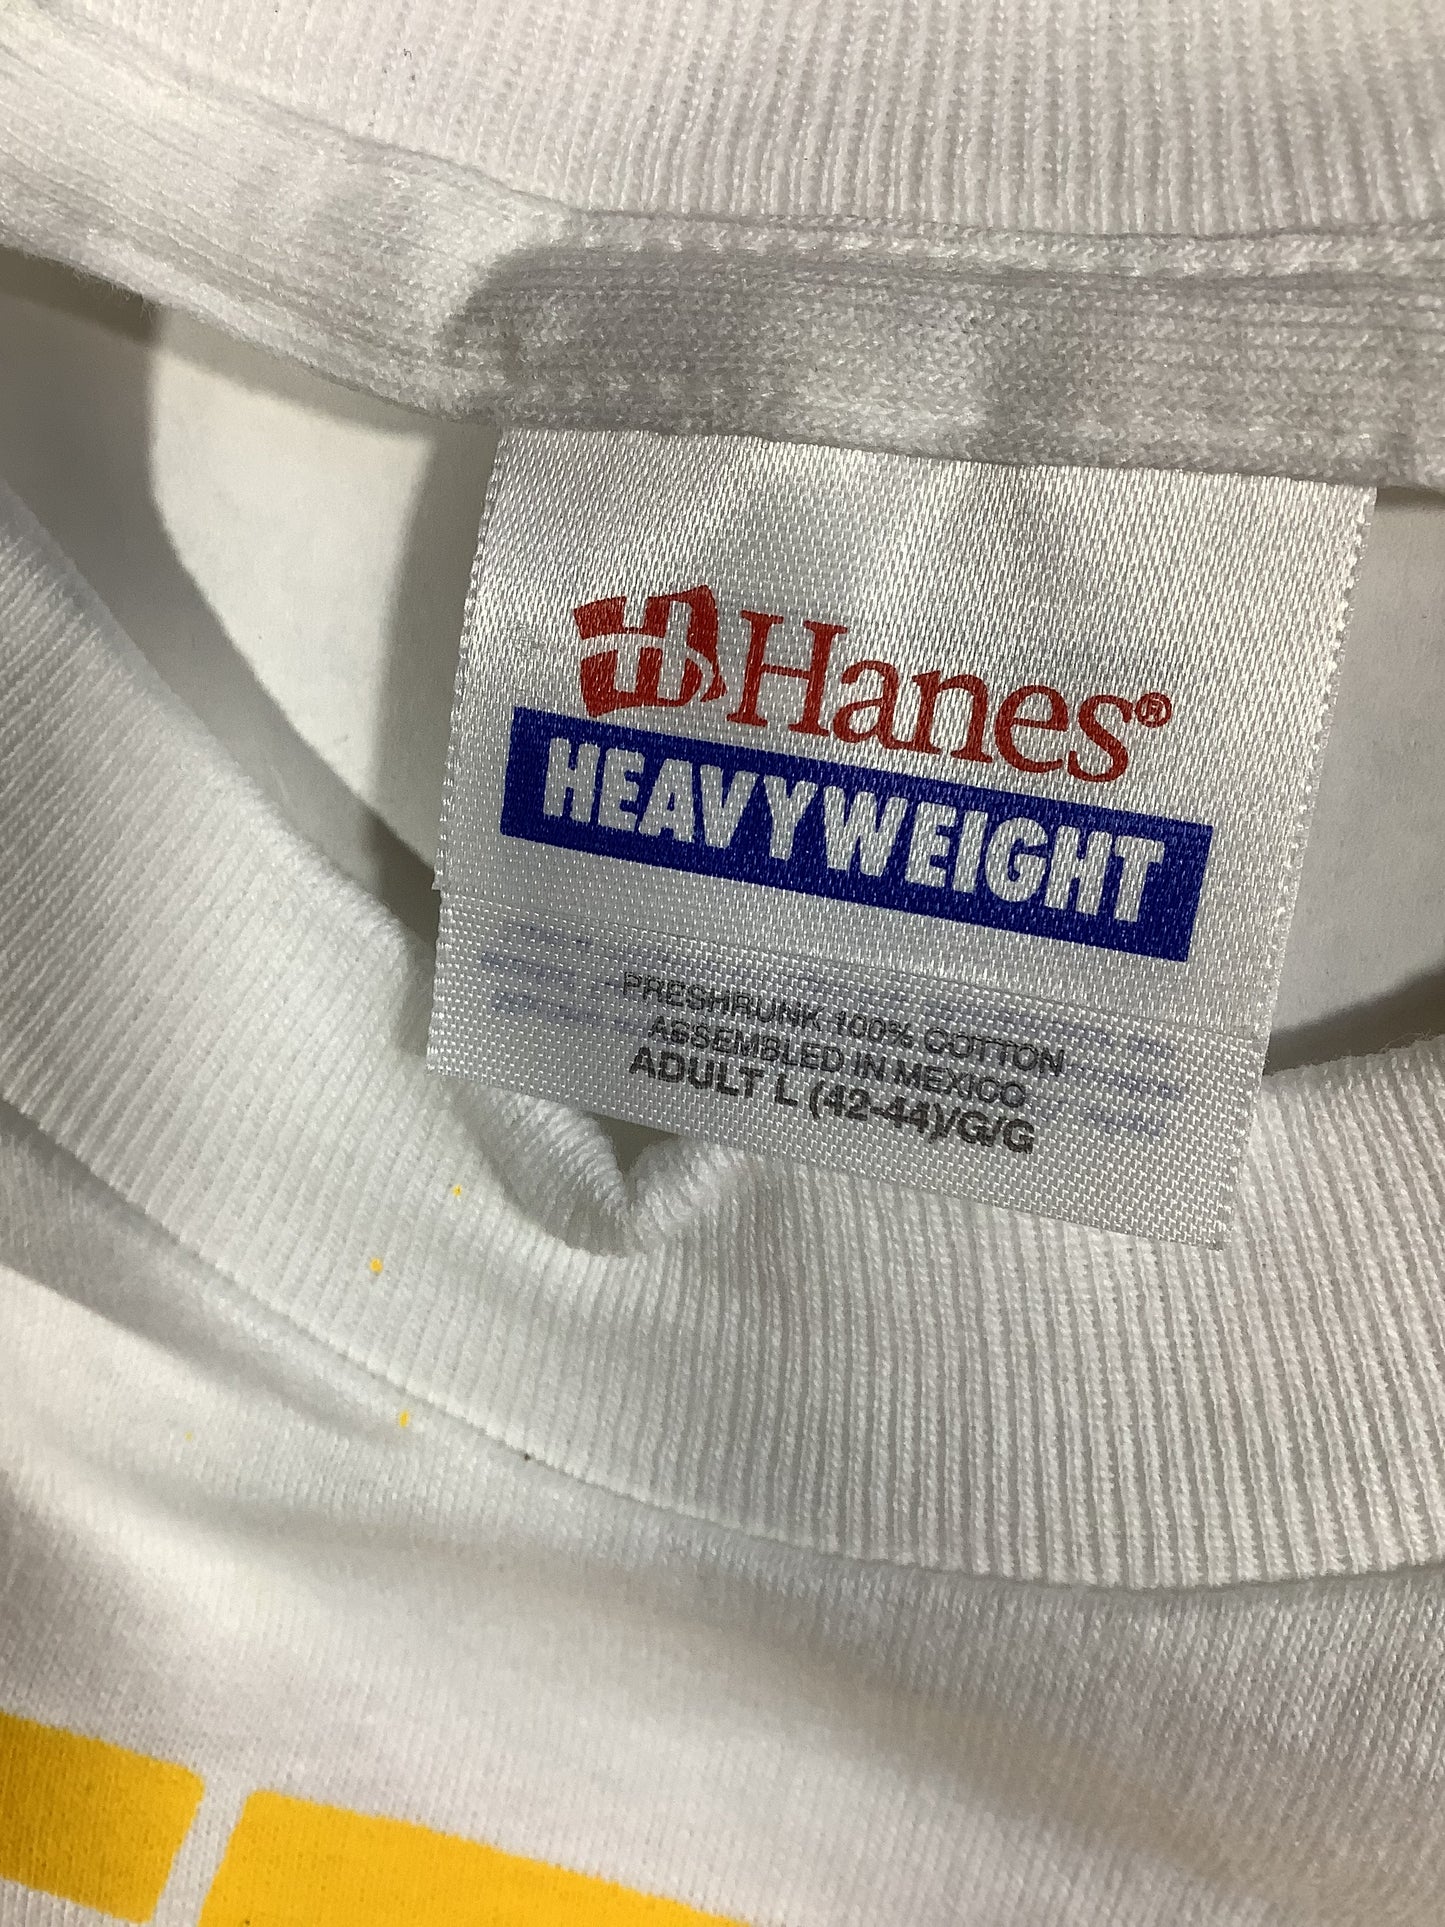 Hanes®
HEAVYWEIGHT
PRESHRUNK 100% COTTON
ASSEMBLED IN MEXICO
ADULT L (42-44)/G/G